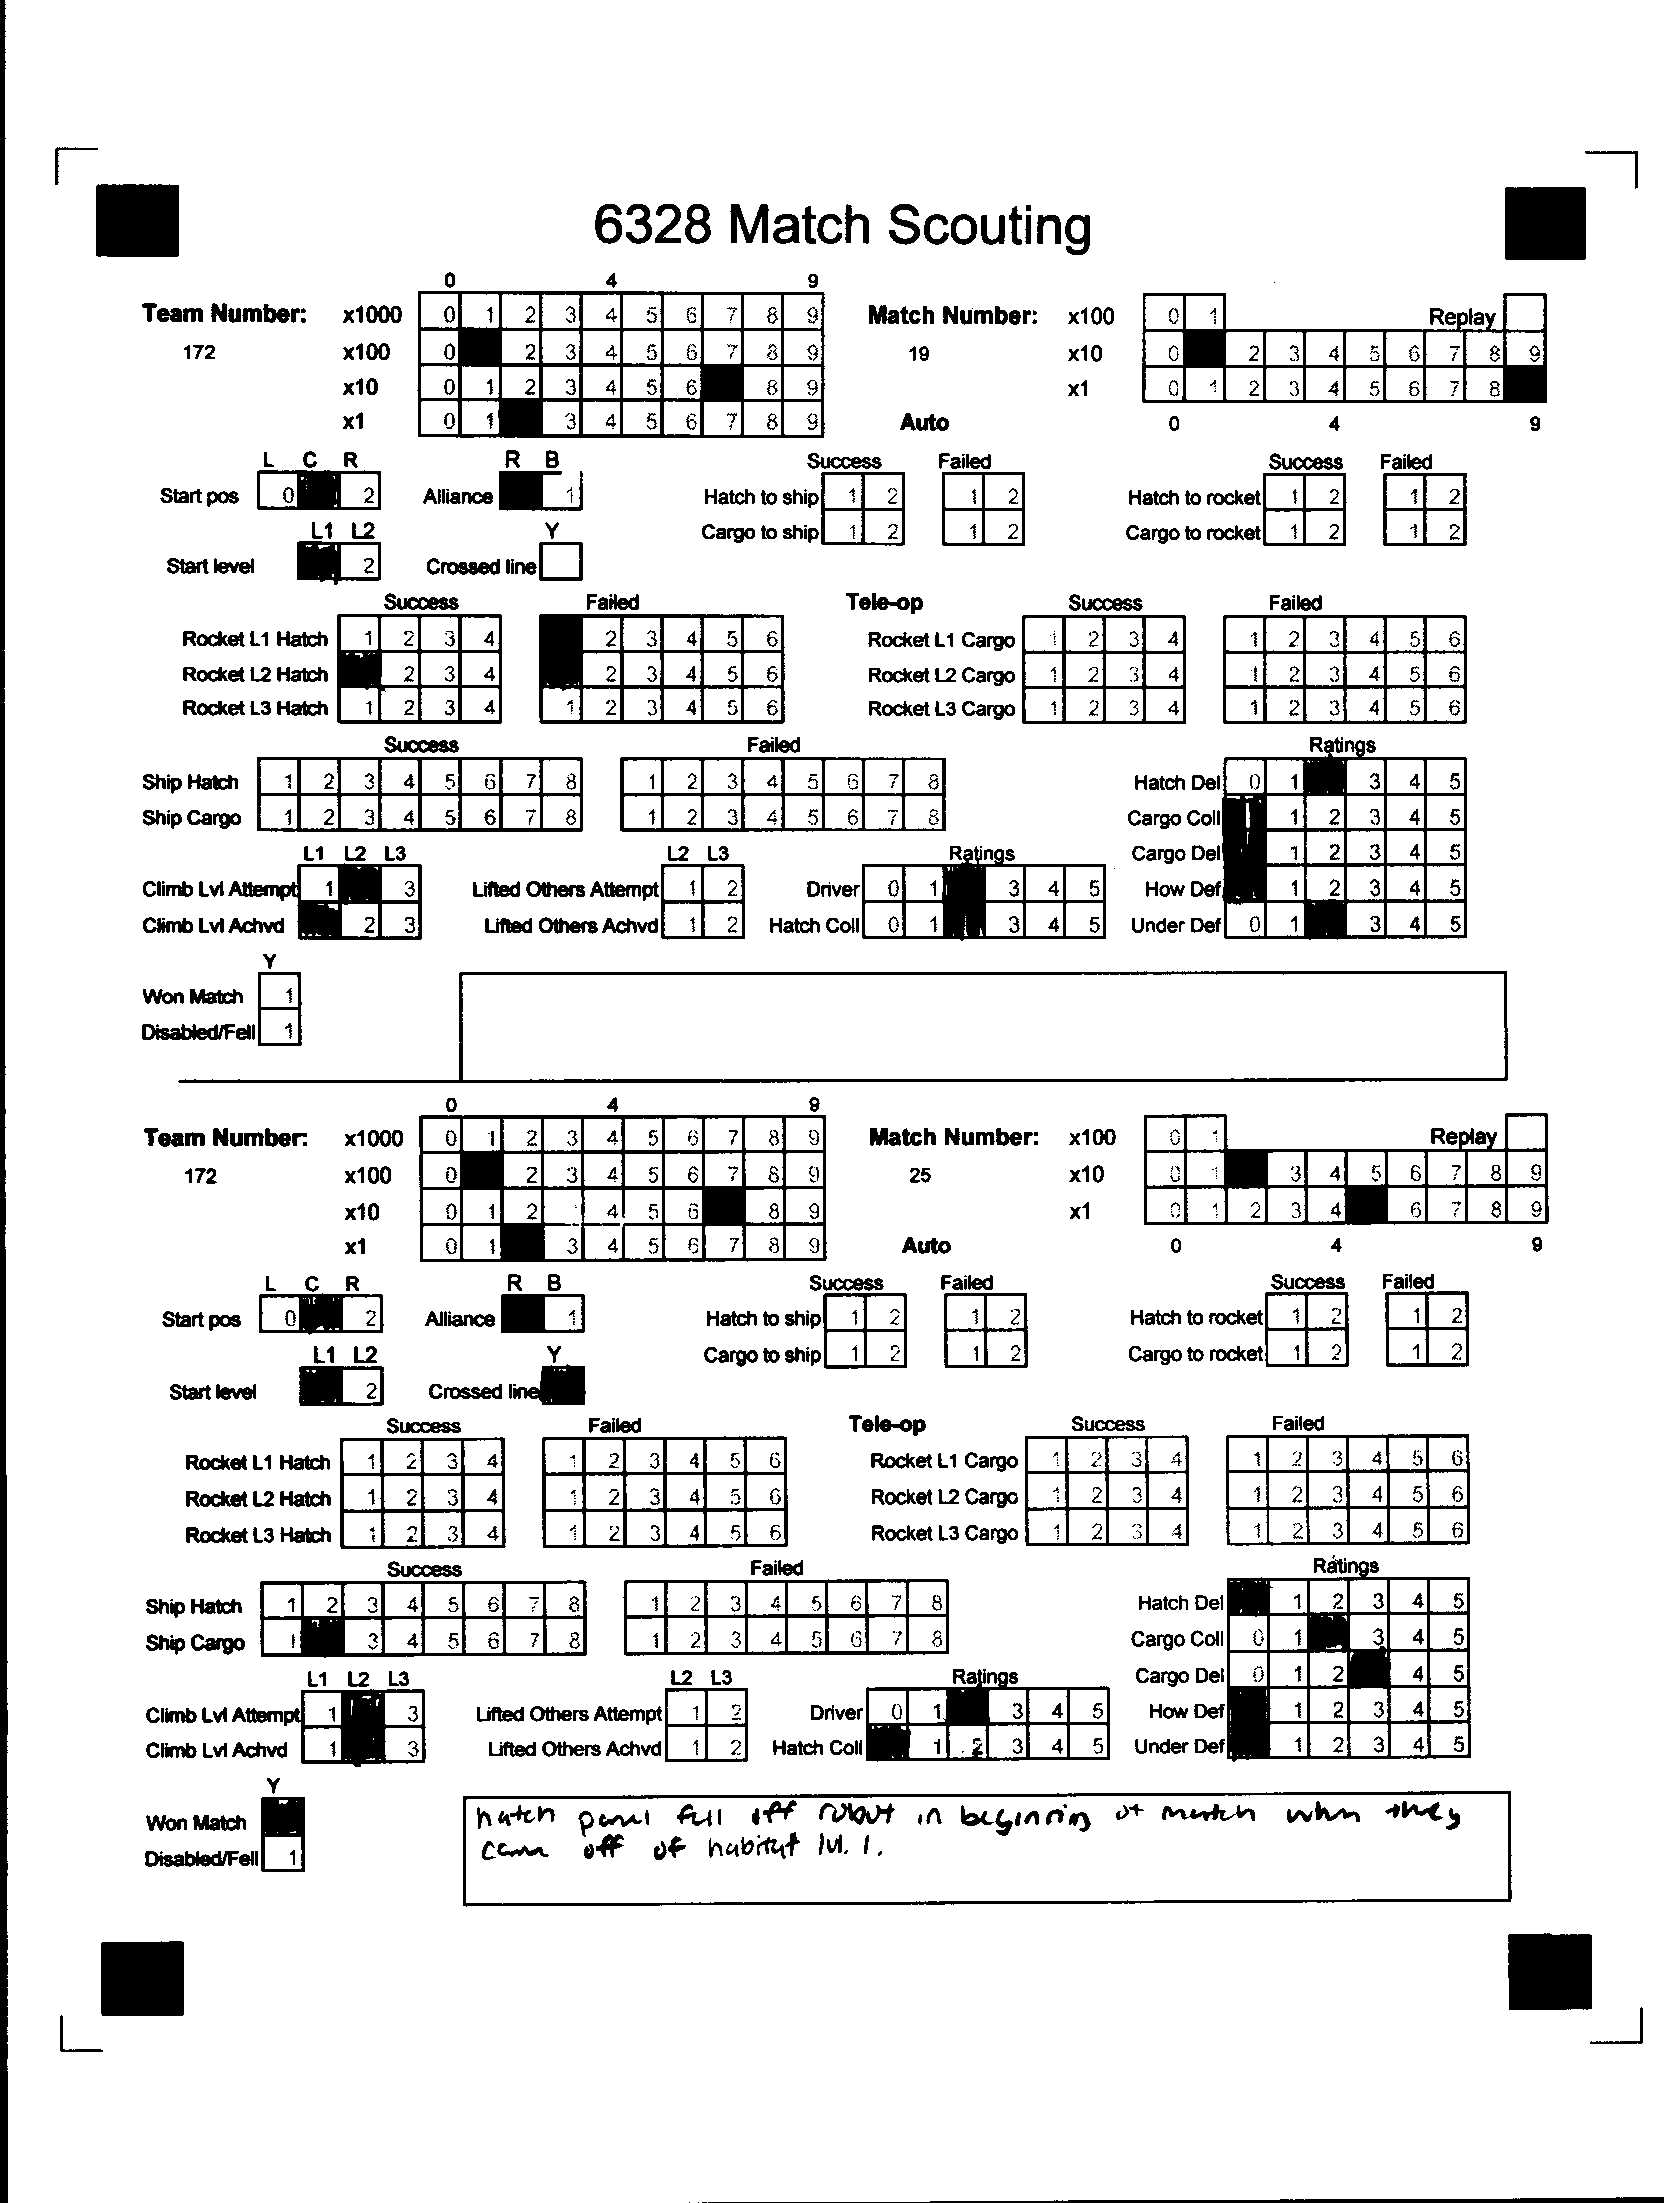 6328 Match Scouting
0 4 9
Team Number: x1000 0 1 2 3 4 5 6 7 8 9 Match Number: x100 0 1 Replay
172 x100 0 2 3 4 5 6 7 8 9 19 x10 0 2 3 4 5 6 7 8 9
x10 0 1 2 3 4 5 6 8 9 x1 0 1 2 3 4 5 6 7 8
x1 0 1 3 4 5 6 7 8 9 Auto 0 4 9
L C R R B Success Failed Success Failed
Start pos 0 2 Alliance 1 Hatch to ship 1 2 1 2 Hatch to rocket 1 2 1 2
L1 L2 Y Cargo to ship 1 2 1 2 Cargo to rocket 1 2 1 2
Start level 2 Crossed line
Success Failed Tele-op Success Failed
Rocket L1 Hatch 1 2 3 4 2 3 4 5 6 Rocket L1 Cargo 1 2 3 4 1 2 3 4 5 6
Rocket L2 Hatch 2 3 4 2 3 4 5 6 Rocket L2 Cargo 1 2 3 4 1 2 3 4 5 6
Rocket L3 Hatch 1 2 3 4 1 2 3 4 5 6 Rocket L3 Cargo 1 2 3 4 1 2 3 4 5 6
Success Failed Ratings
Ship Hatch 1 2 3 4 5 6 7 8 1 2 3 4 5 6 7 8 Hatch Del 0 1 3 4 5
Ship Cargo 1 2 3 4 5 6 7 8 1 2 3 4 5 6 7 8 Cargo Coll 1 2 3 4 5
L1 L2 L3 L2 L3 Ratings Cargo Del 1 2 3 4 5
Climb Lvl Attempt 1 3 Lifted Others Attempt 1 2 Driver 0 1 3 4 5 How Def 1 2 3 4 5
Climb Lvl Achvd 2 3 Lifted Others Achvd 1 2 Hatch Coll 0 1 3 4 5 Under Def 0 1 3 4 5
Y
Won Match 1
Disabled/Fell 1
0 4 9
Team Number: x1000 0 1 2 3 4 5 6 7 8 9 Match Number: x100 0 1 Replay
172 x100 0 2 3 4 5 6 7 8 9 25 x10 0 1 3 4 5 6 7 8 9
x10 0 1 2 4 5 6 8 9 x1 0 1 2 3 4 6 7 8 9
x1 0 1 3 4 5 6 7 8 9 Auto 0 4 9
L C R R B Success Failed Success Failed
Start pos 0 2 Alliance 1 Hatch to ship 1 2 1 2 Hatch to rocket 1 2 1 2
L1 L2 Y Cargo to ship 1 2 1 2 Cargo to rocket 1 2 1 2
Start level 2 Crossed line
Success Failed Tele-op Success Failed
Rocket L1 Hatch 1 2 3 4 1 2 3 4 5 6 Rocket L1 Cargo 1 2 3 4 1 2 3 4 5 6
Rocket L2 Hatch 1 2 3 4 1 2 3 4 5 6 Rocket L2 Cargo 1 2 3 4 1 2 3 4 5 6
Rocket L3 Hatch 1 2 3 4 1 2 3 4 5 6 Rocket L3 Cargo 1 2 3 4 1 2 3 4 5 6
Success Failed Ratings
Ship Hatch 1 2 3 4 5 6 7 8 1 2 3 4 5 6 7 8 Hatch Del 1 2 3 4 5
Ship Cargo 1 3 4 5 6 7 8 1 2 3 4 5 6 7 8 Cargo Coll 0 1 3 4 5
L1 L2 L3 L2 L3 Ratings Cargo Del 0 1 2 4 5
Climb Lvl Attempt 1 3 Lifted Others Attempt 1 2 Driver 0 1 3 4 5 How Def 1 2 3 4 5
Climb Lvl Achvd 1 3 Lifted Others Achvd 1 2 Hatch Coll 1 2 3 4 5 Under Def 1 2 3 4 5
Y
Won Match
Disabled/Fell 1
hatch panel fell off robot in beginning of match when they
came off of habitat lvl. 1.